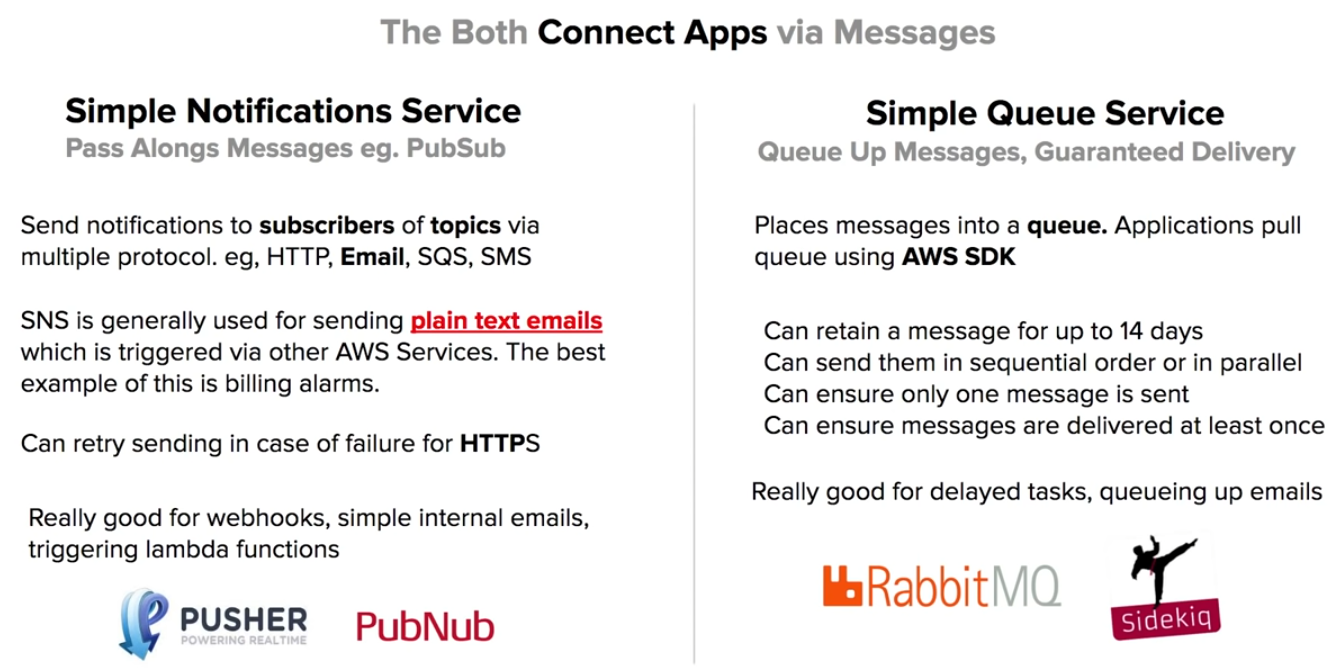 The Both Connect Apps via Messages
Simple Notifications Service
Pass Alongs Messages eg. PubSub
Send notifications to subscribers of topics via
multiple protocol. eg, HTTP, Email, SQS, SMS
SNS is generally used for sending plain text emails
which is triggered via other AWS Services. The best
example of this is billing alarms.
Can retry sending in case of failure for HTTPS
Really good for webhooks, simple internal emails,
triggering lambda functions
PUSHER
POWERING REALTIME
PubNub
Simple Queue Service
Queue Up Messages, Guaranteed Delivery
Places messages into a queue. Applications pull
queue using AWS SDK
Can retain a message for up to 14 days
Can send them in sequential order or in parallel
Can ensure only one message is sent
Can ensure messages are delivered at least once
Really good for delayed tasks, queueing up emails
RabbitMQ
Sidekiq